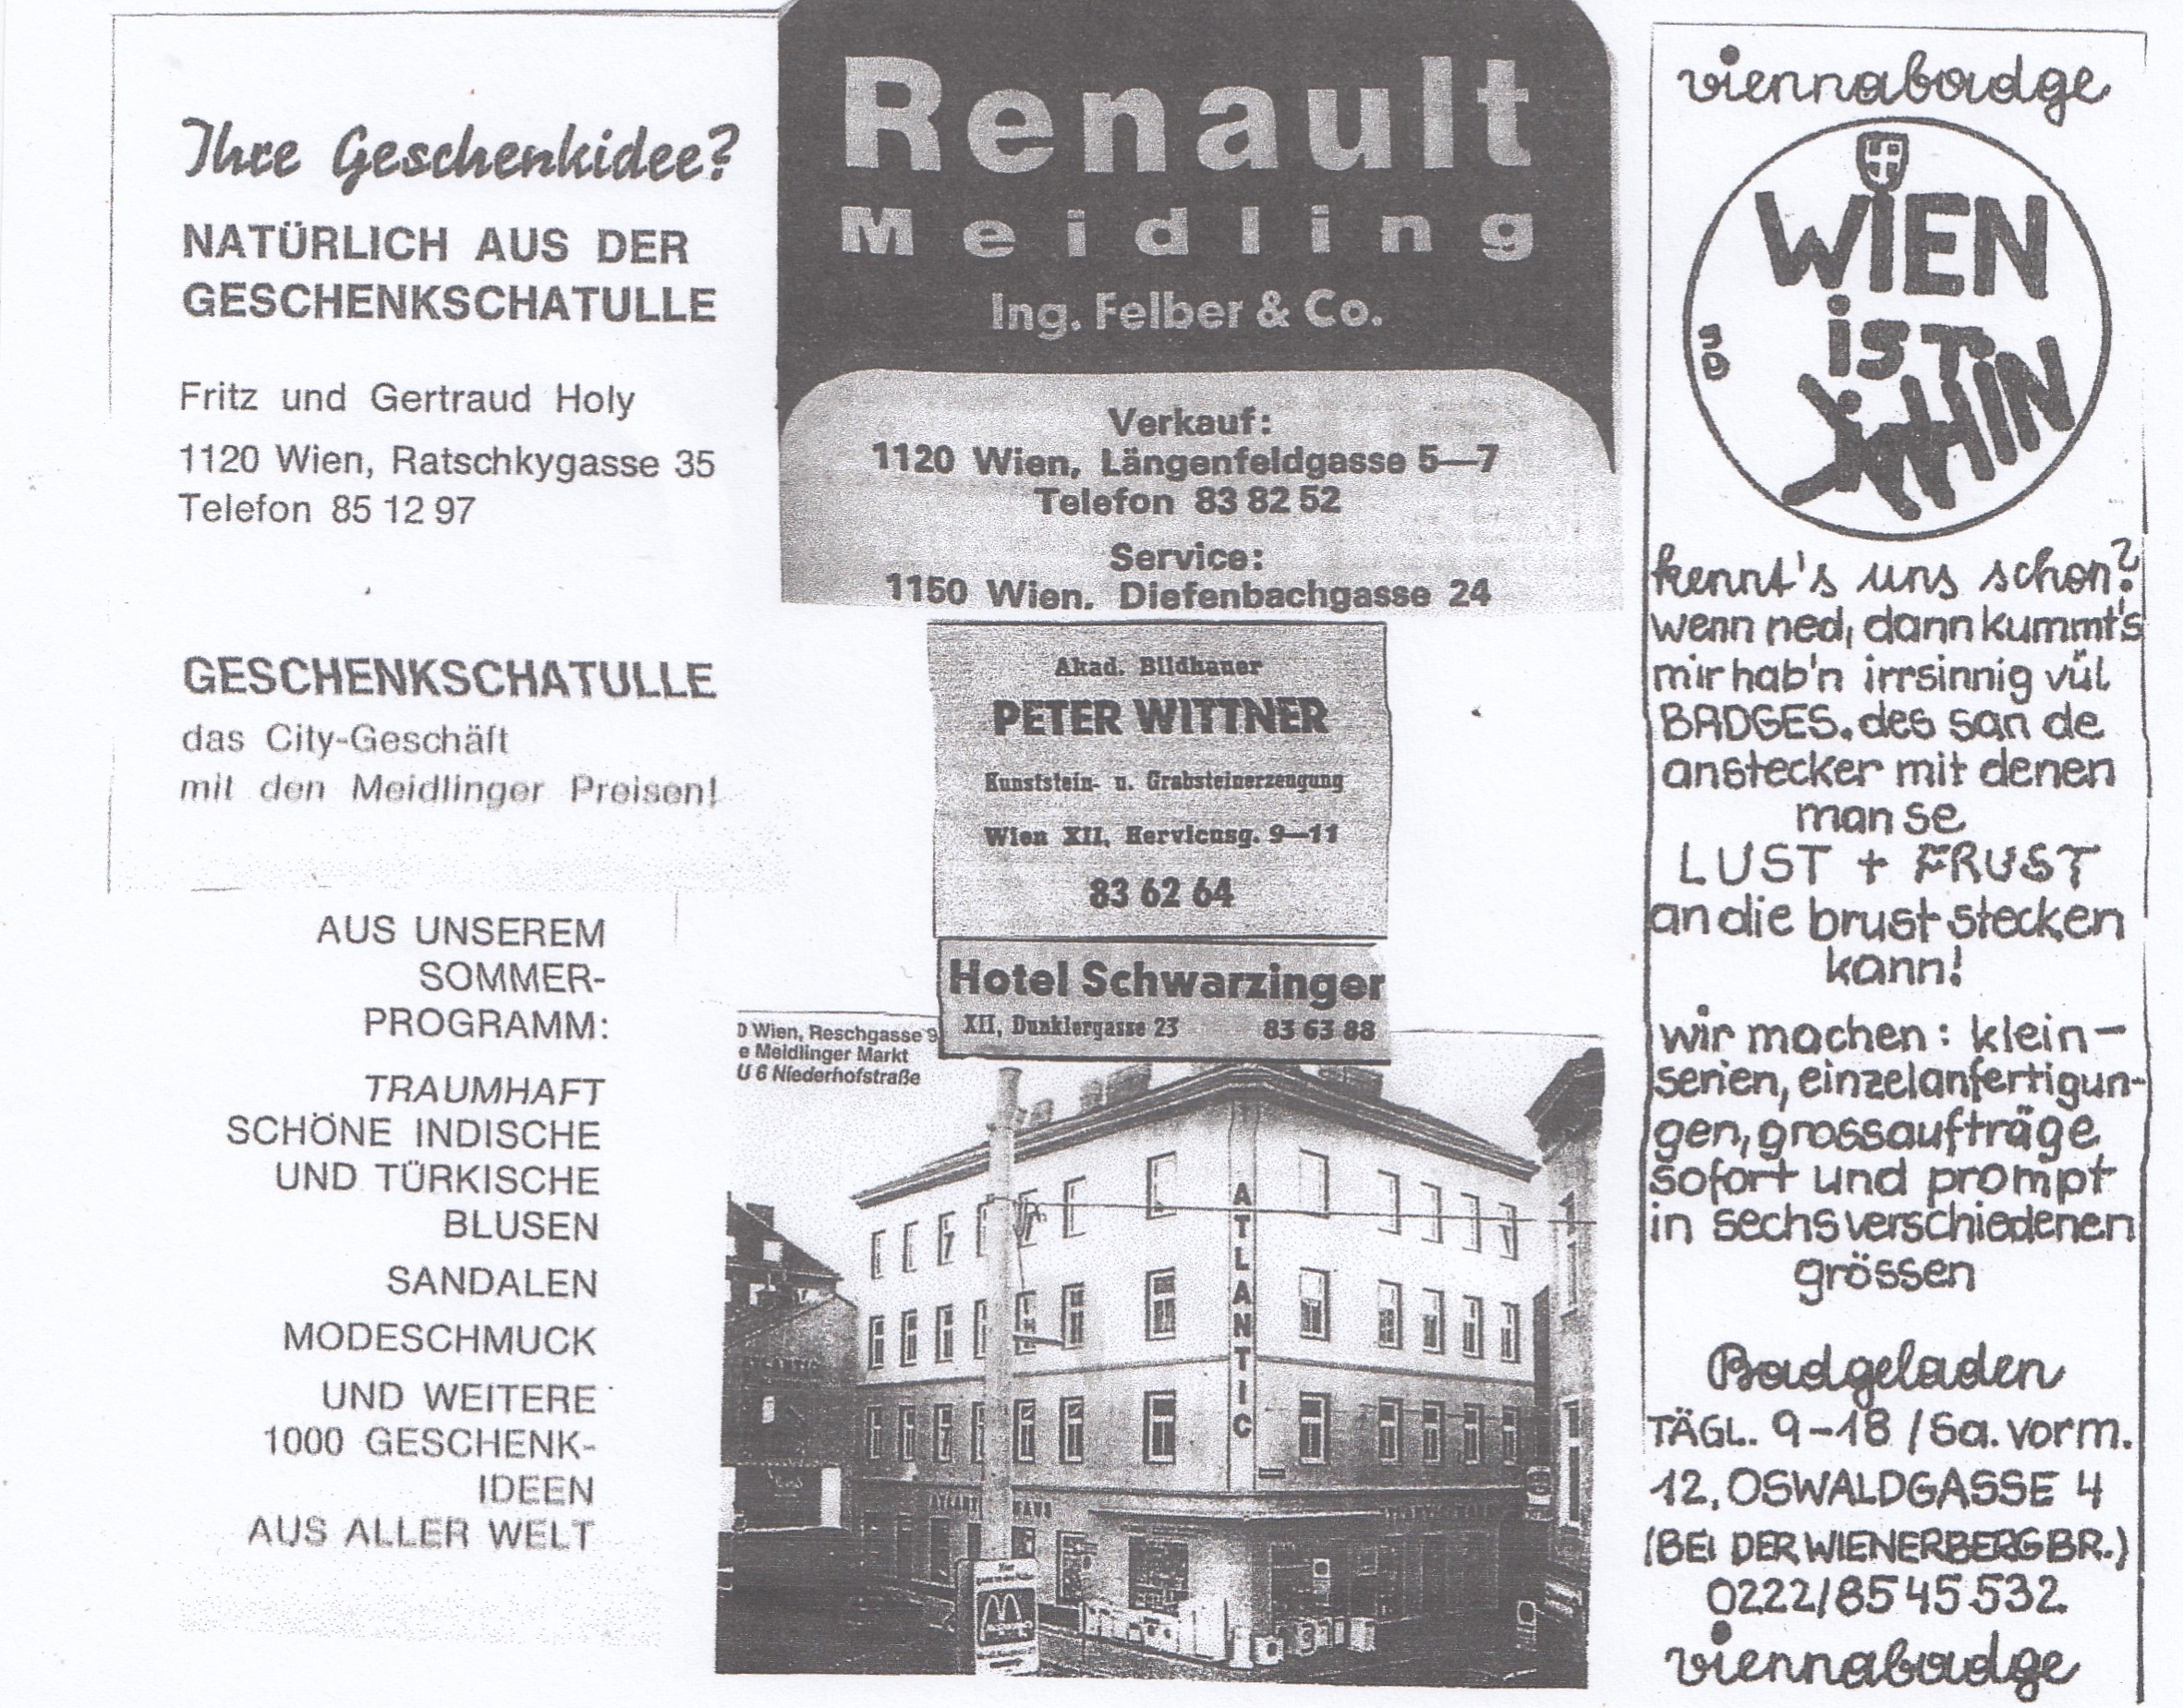 Ihre Geschenkidee?
NATÜRLICH AUS DER
GESCHENKSCHATULLE
Fritz und Gertraud Holy
1120 Wien, Ratschkygasse 35
Telefon 85 12 97
GESCHENKSCHATULLE
das City-Geschäft
mit den Meidlinger Preisen!
AUS UNSEREM
SOMMER-
PROGRAMM:
TRAUMHAFT
SCHÖNE INDISCHE
UND TÜRKISCHE
BLUSEN
SANDALEN
MODESCHMUCK
UND WEITERE
1000 GESCHENK-
IDEEN
AUS ALLER WELT
Renault
Meidling
Ing. Felber & Co.
Verkauf:
1120 Wien, Längenfeldgasse 5—7
Telefon 83 82 52
Service:
1150 Wien, Diefenbachgasse 24
Akad. Bildhauer
PETER WITTNER
Kunststein- u. Grabsteinerzeugung
Wien XII, Hervicusg. 9—11
83 62 64
Hotel Schwarzinger
XII, Dunklergasse 23 83 63 88
0 Wien, Reschgasse 9
e Meidlinger Markt
U 6 Niederhofstraße
ATLANTIC
viennabadge
WIEN
IST
HIN
kennt's uns schon?
wenn ned, dann kummt's
mir hab'n irrsinnig vül
BADGES. des san de
anstecker mit denen
man se
LUST + FRUST
an die brust stecken
kann!
wir machen: klein-
serien, einzelanfertigun-
gen, grossaufträge
sofort und prompt
in sechs verschiedenen
grössen
Badgeladen
TÄGL. 9-18 / Sa. vorm.
12, OSWALDGASSE 4
(BEI DER WIENERBERGBR.)
0222/85 45 532
viennabadge